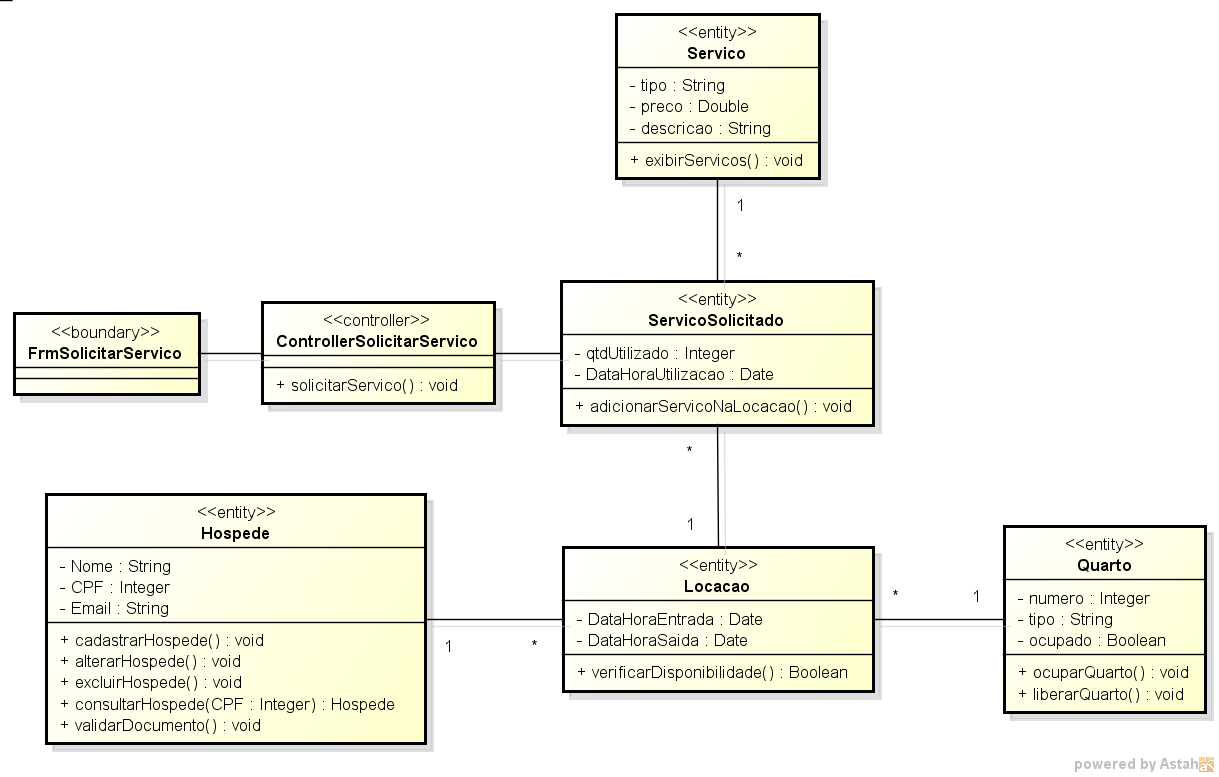 <<entity>>
Servico
- tipo : String
- preco : Double
- descricao : String
+ exibirServicos() : void
1
*
<<entity>>
ServicoSolicitado
- qtdUtilizado : Integer
- DataHoraUtilizacao : Date
+ adicionarServicoNaLocacao() : void
<<controller>>
ControllerSolicitarServico
+ solicitarServico() : void
<<boundary>>
FrmSolicitarServico
*
1
<<entity>>
Hospede
- Nome : String
- CPF : Integer
- Email : String
+ cadastrarHospede() : void
+ alterarHospede() : void
+ excluirHospede() : void
+ consultarHospede(CPF : Integer) : Hospede
+ validarDocumento() : void
1 *
<<entity>>
Locacao
- DataHoraEntrada : Date
- DataHoraSaida : Date
+ verificarDisponibilidade() : Boolean
* 1
<<entity>>
Quarto
- numero : Integer
- tipo : String
- ocupado : Boolean
+ ocuparQuarto() : void
+ liberarQuarto() : void
powered by Astah